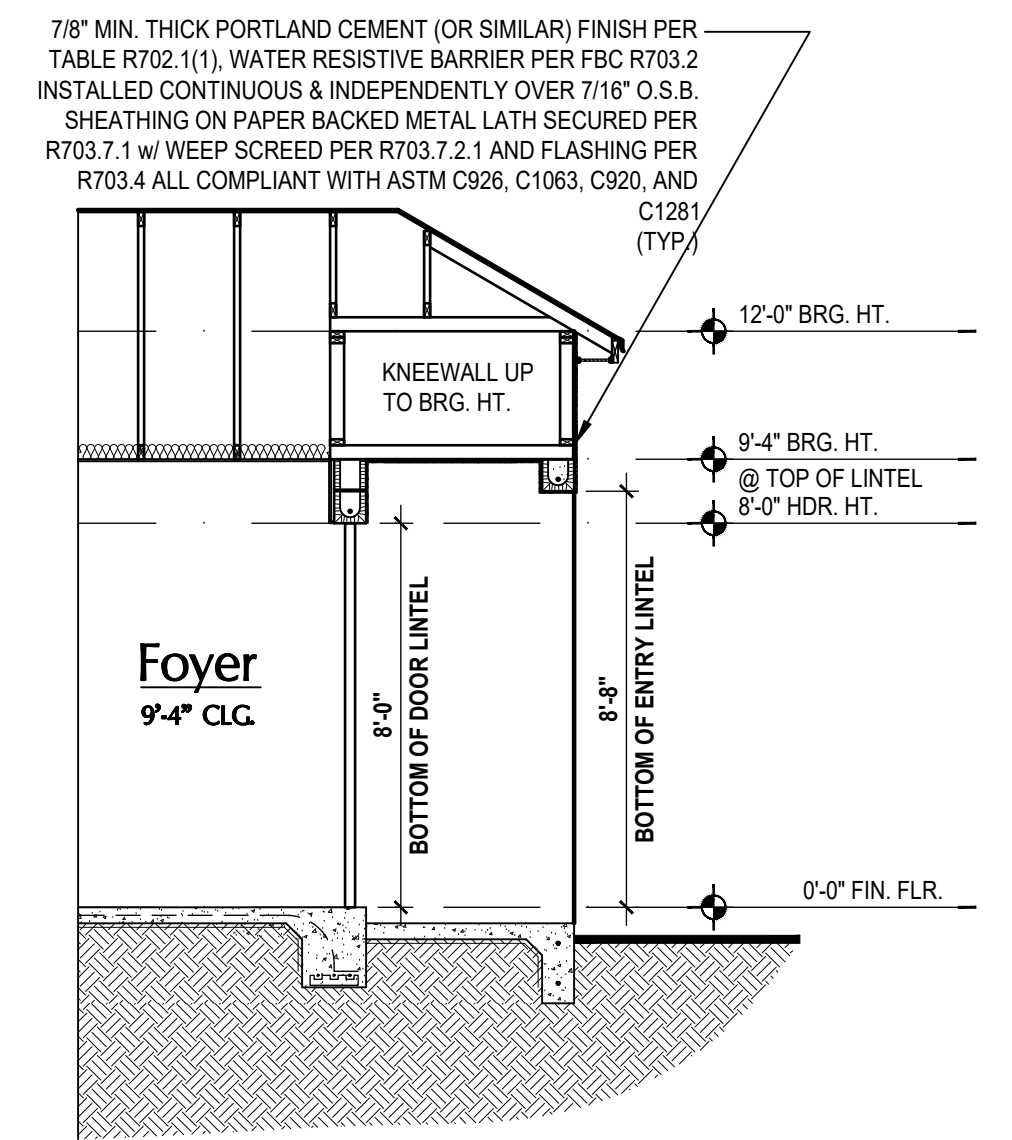 7/8" MIN. THICK PORTLAND CEMENT (OR SIMILAR) FINISH PER
TABLE R702.1(1), WATER RESISTIVE BARRIER PER FBC R703.2
INSTALLED CONTINUOUS & INDEPENDENTLY OVER 7/16" O.S.B.
SHEATHING ON PAPER BACKED METAL LATH SECURED PER
R703.7.1 w/ WEEP SCREED PER R703.7.2.1 AND FLASHING PER
R703.4 ALL COMPLIANT WITH ASTM C926, C1063, C920, AND
C1281
(TYP.)
12'-0" BRG. HT.
KNEEWALL UP
TO BRG. HT.
9'-4" BRG. HT.
@ TOP OF LINTEL
8'-0" HDR. HT.
Foyer
9'-4" CLG.
8'-0"
BOTTOM OF DOOR LINTEL
8'-8"
BOTTOM OF ENTRY LINTEL
0'-0" FIN. FLR.